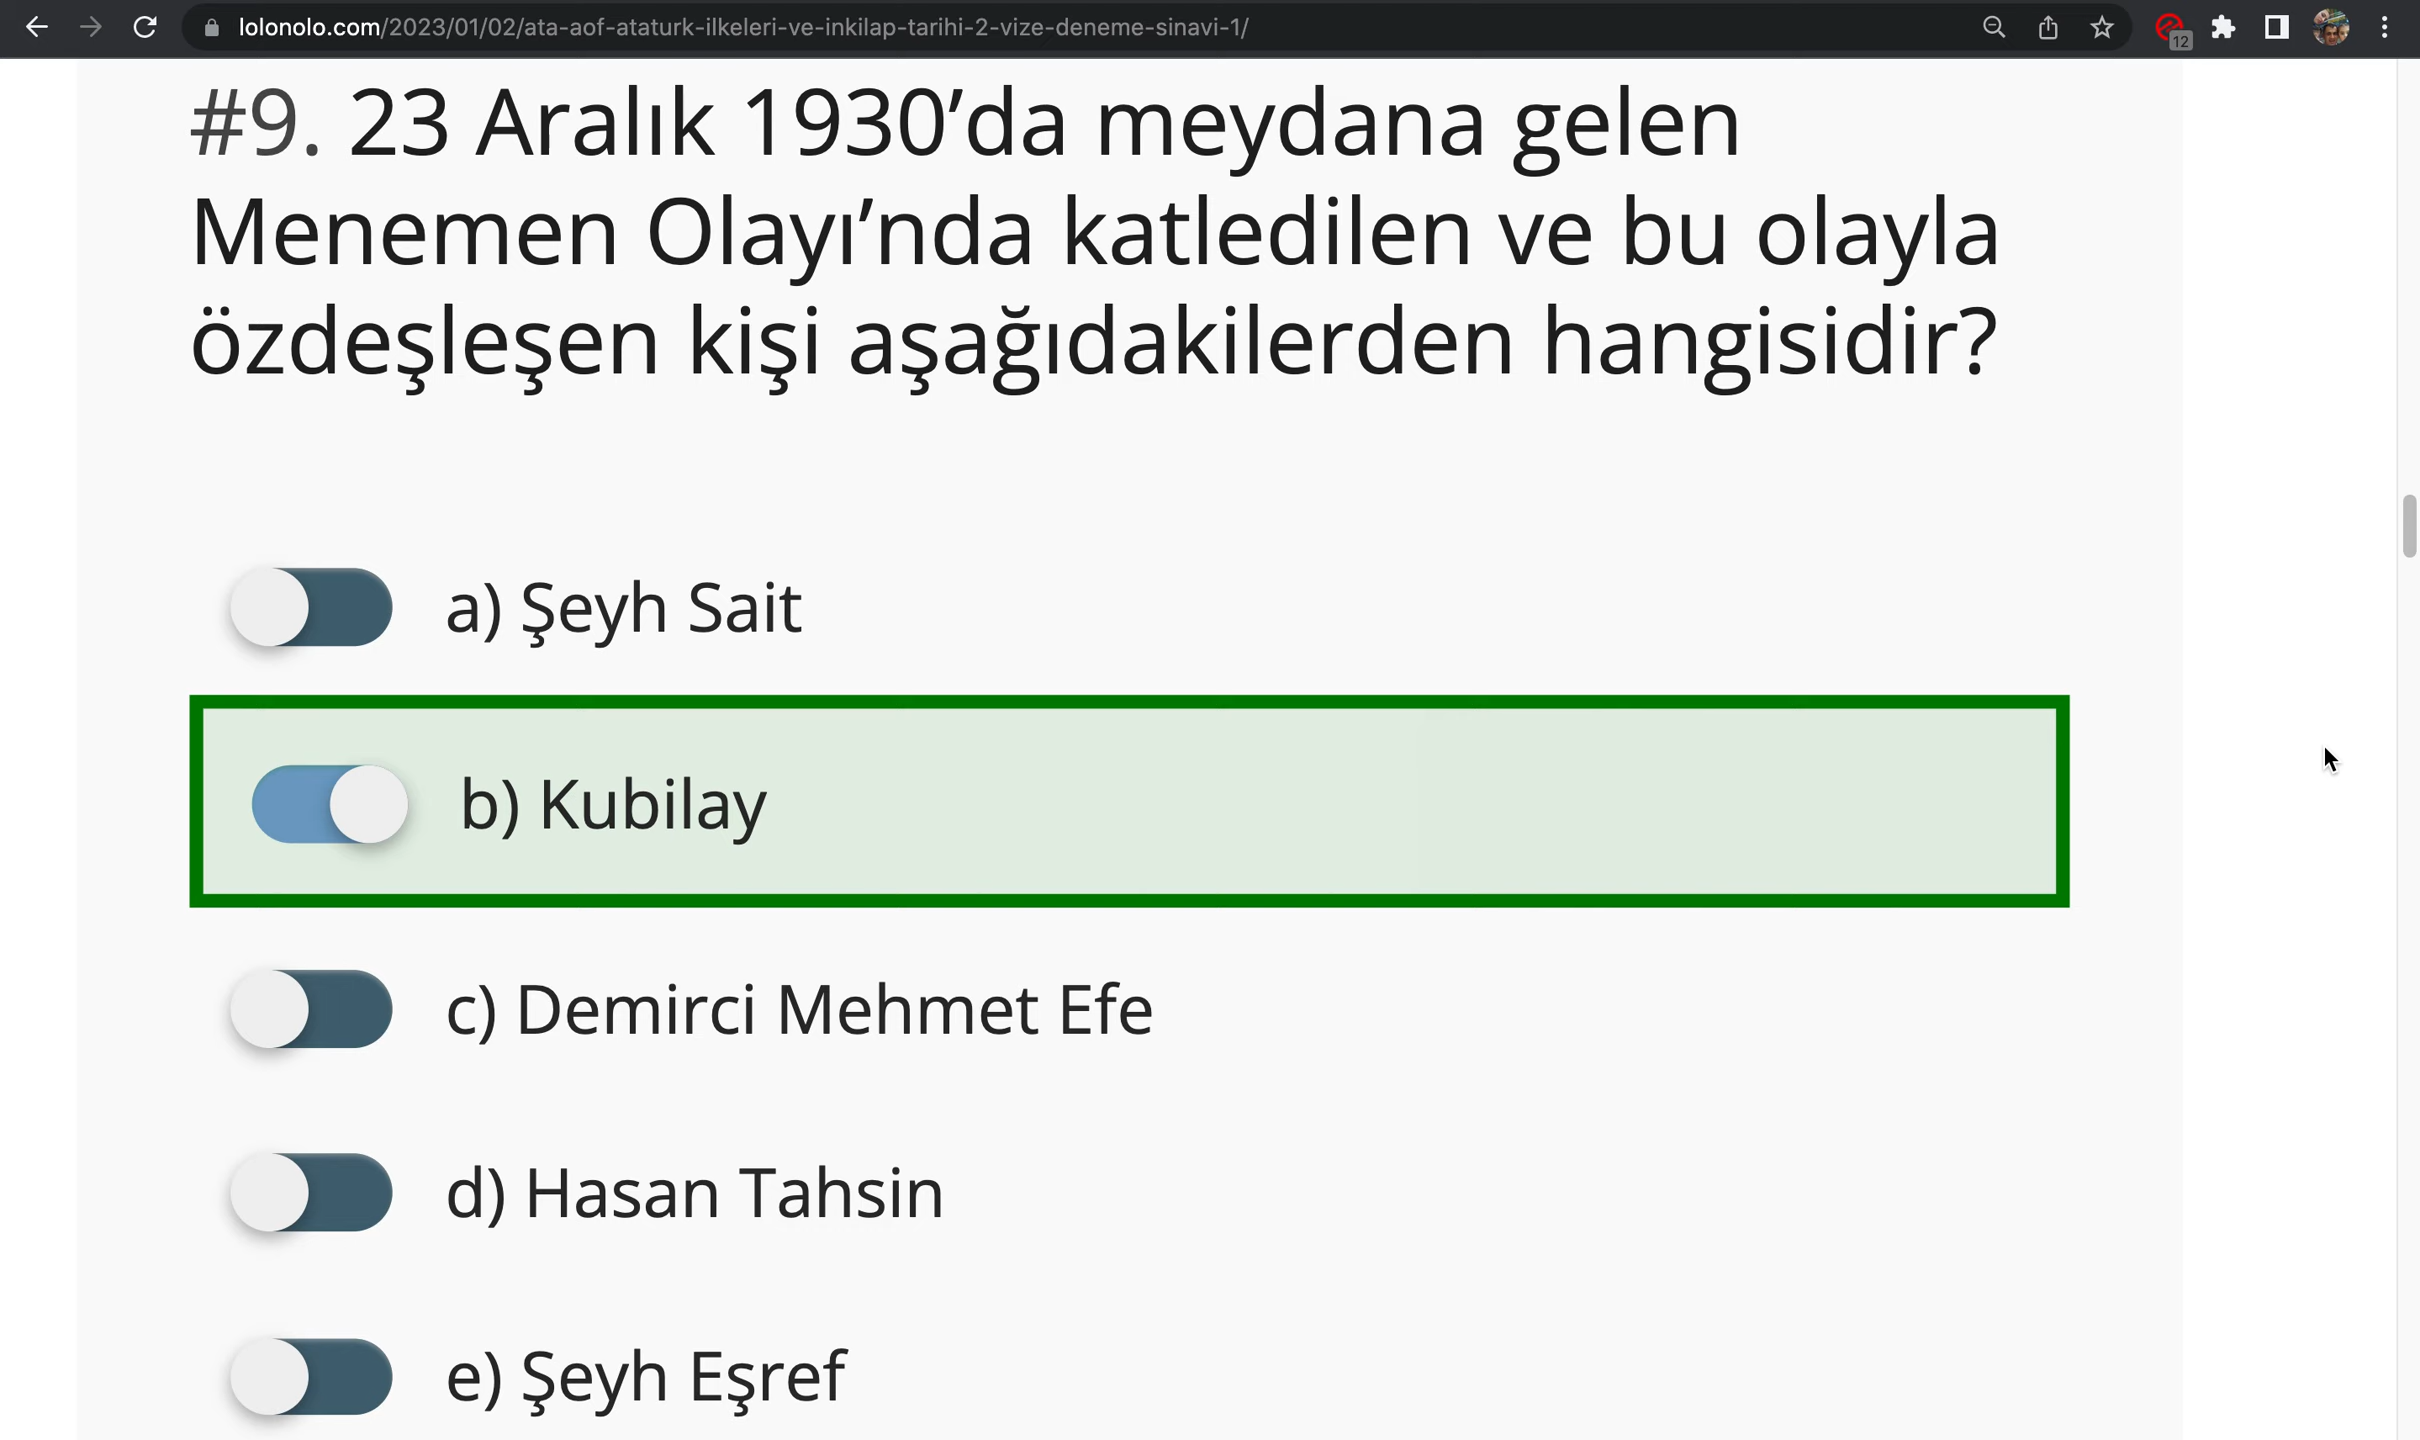 lolonolo.com/2023/01/02/ata-aof-ataturk-ilkeleri-ve-inkilap-tarihi-2-vize-deneme-sinavi-1/
12
#9. 23 Aralık 1930’da meydana gelen
Menemen Olayı’nda katledilen ve bu olayla
özdeşleşen kişi aşağıdakilerden hangisidir?
a) Şeyh Sait
b) Kubilay
c) Demirci Mehmet Efe
d) Hasan Tahsin
e) Şeyh Eşref